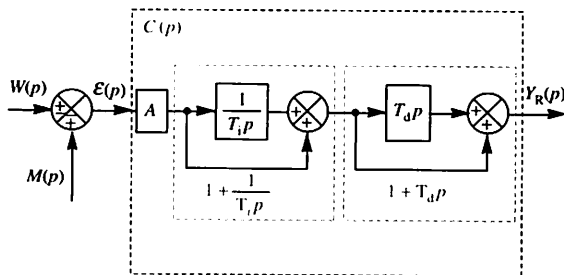 C(p)
W(p)
ℰ(p)
A
1
T_i p
T_d p
Y_R(p)
M(p)
1 + 1
T_i p
1 + T_d p
+
−
+
+
+
+
+